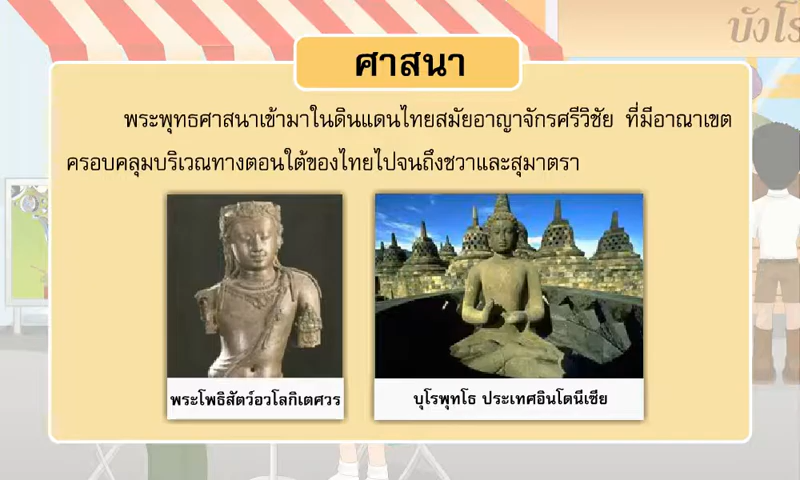 บังโร
ศาสนา
พระพุทธศาสนาเข้ามาในดินแดนไทยสมัยอาญาจักรศรีวิชัย ที่มีอาณาเขต
ครอบคลุมบริเวณทางตอนใต้ของไทยไปจนถึงชวาและสุมาตรา
พระโพธิสัตว์อวโลกิเตศวร
บุโรพุทโธ ประเทศอินโดนีเซีย